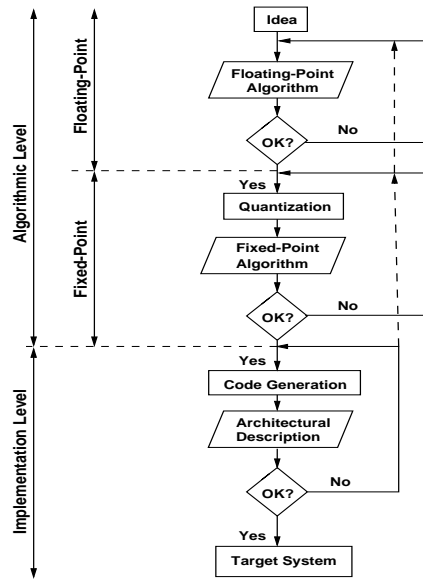 Idea
Floating-Point
Algorithm
OK?
No
Yes
Quantization
Fixed-Point
Algorithm
OK?
No
Yes
Code Generation
Architectural
Description
OK?
No
Yes
Target System
Algorithmic Level
Floating-Point
Fixed-Point
Implementation Level